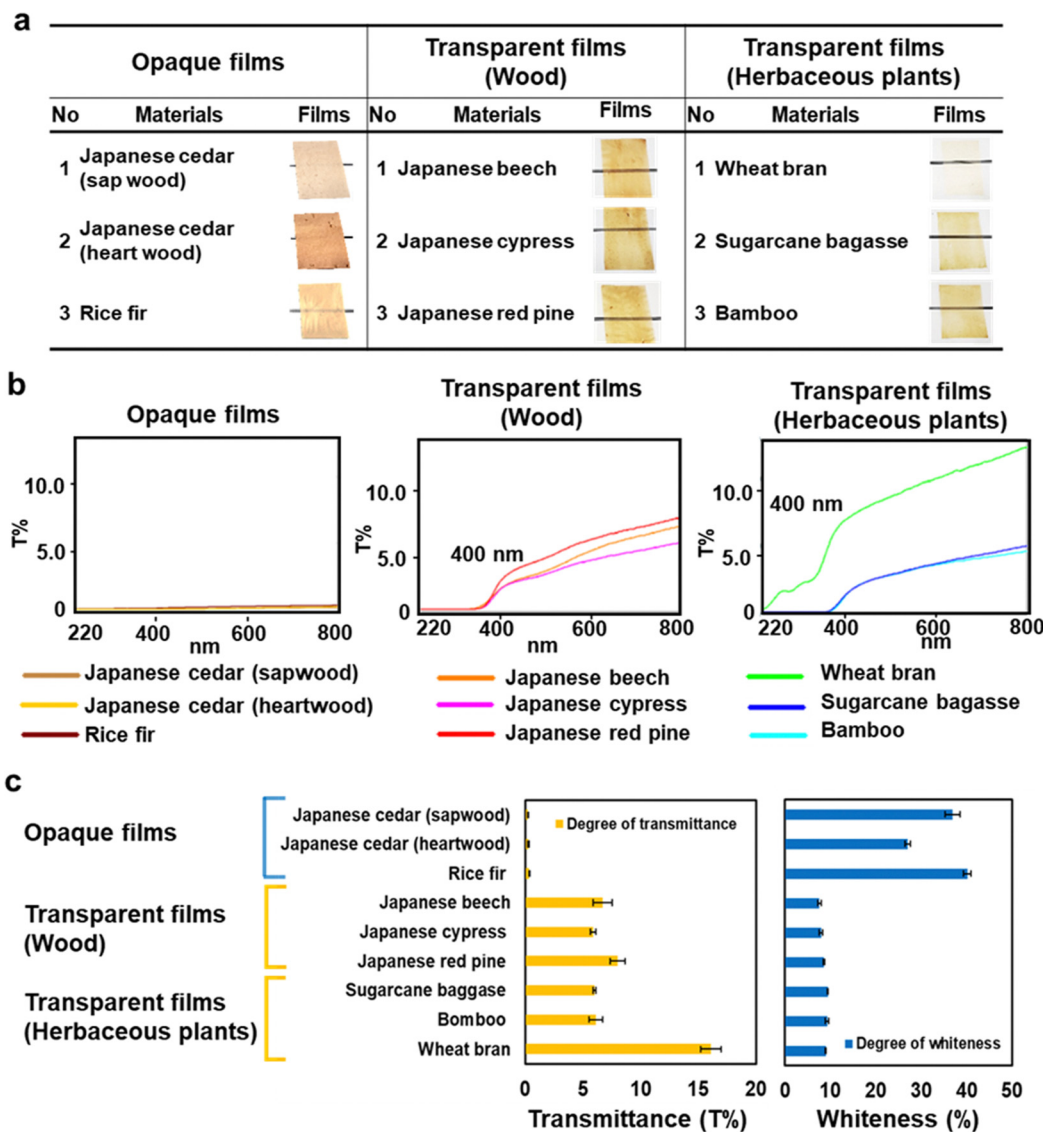 a
Opaque films
Transparent films
(Wood)
Transparent films
(Herbaceous plants)
No Materials Films
No Materials Films
No Materials Films
1 Japanese cedar
(sap wood)
1 Japanese beech
1 Wheat bran
2 Japanese cedar
(heart wood)
2 Japanese cypress
2 Sugarcane bagasse
3 Rice fir
3 Japanese red pine
3 Bamboo
b
Opaque films
Transparent films
(Wood)
Transparent films
(Herbaceous plants)
T%
10.0
5.0
0
220 400 600 800
nm
T%
10.0
5.0
0
400 nm
220 400 600 800
nm
T%
10.0
5.0
0
400 nm
220 400 600 800
nm
Japanese cedar (sapwood)
Japanese cedar (heartwood)
Rice fir
Japanese beech
Japanese cypress
Japanese red pine
Wheat bran
Sugarcane bagasse
Bamboo
c
Opaque films
Transparent films
(Wood)
Transparent films
(Herbaceous plants)
Japanese cedar (sapwood)
Japanese cedar (heartwood)
Rice fir
Japanese beech
Japanese cypress
Japanese red pine
Sugarcane baggase
Bomboo
Wheat bran
Degree of transmittance
0 5 10 15 20
Transmittance (T%)
Degree of whiteness
0 10 20 30 40 50
Whiteness (%)